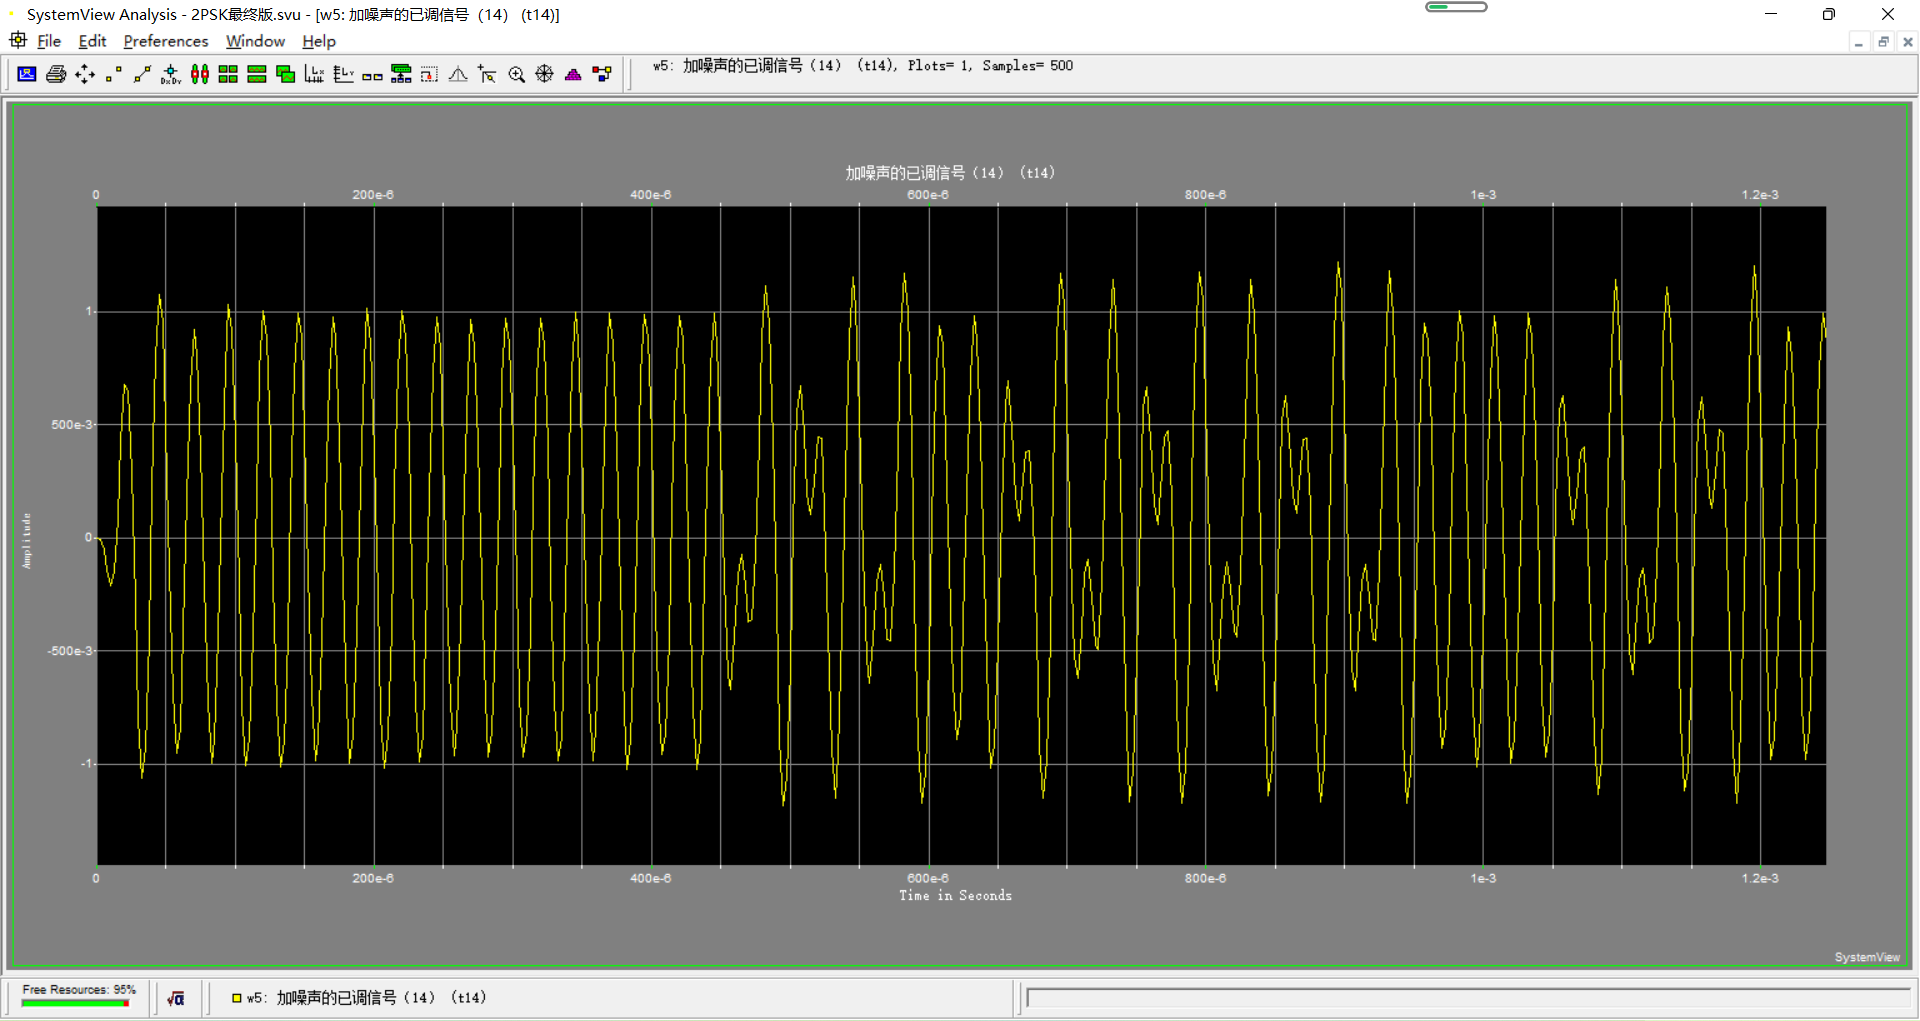 SystemView Analysis - 2PSK最终版.svu - [w5: 加噪声的已调信号（14） (t14)]
File Edit Preferences Window Help
w5: 加噪声的已调信号（14） (t14), Plots= 1, Samples= 500
加噪声的已调信号（14） (t14)
0 200e-6 400e-6 600e-6 800e-6 1e-3 1.2e-3
1
500e-3
0
-500e-3
-1
Amplitude
0 200e-6 400e-6 600e-6 800e-6 1e-3 1.2e-3
Time in Seconds
SystemView
Free Resources: 95%
√α
w5: 加噪声的已调信号（14） (t14)